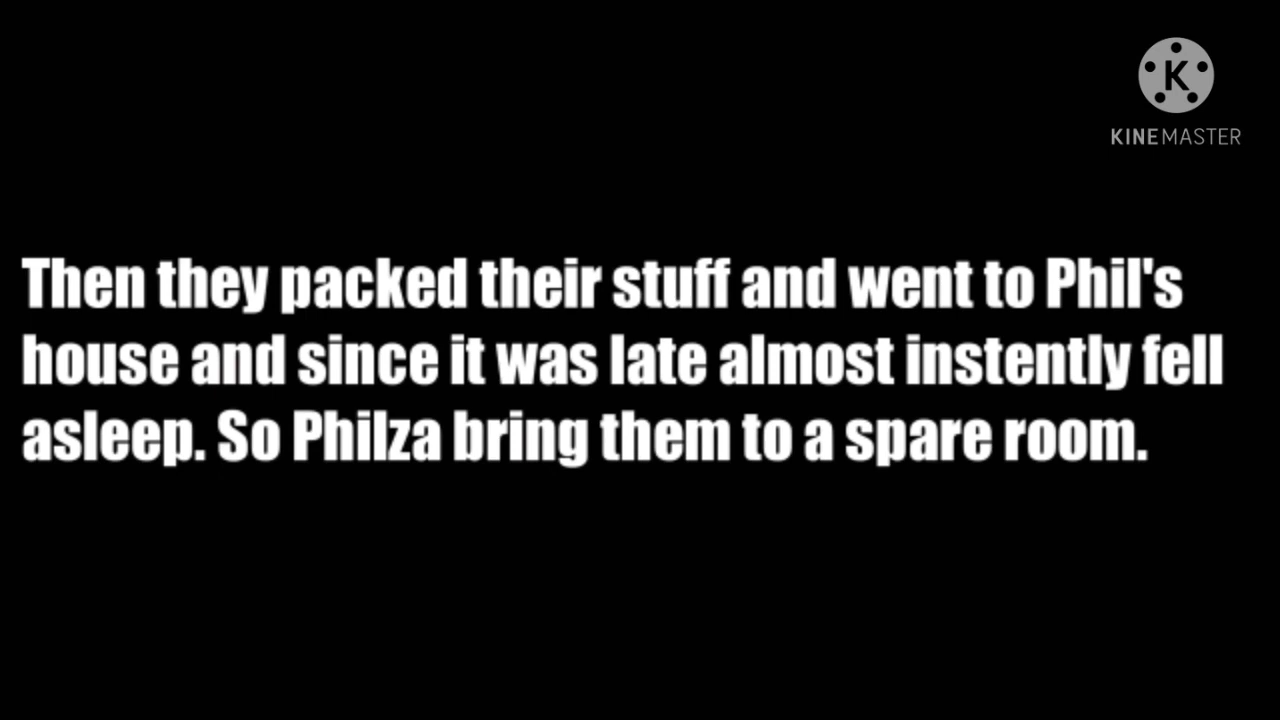 K
KINEMASTER
Then they packed their stuff and went to Phil's
house and since it was late almost instently fell
asleep. So Philza bring them to a spare room.